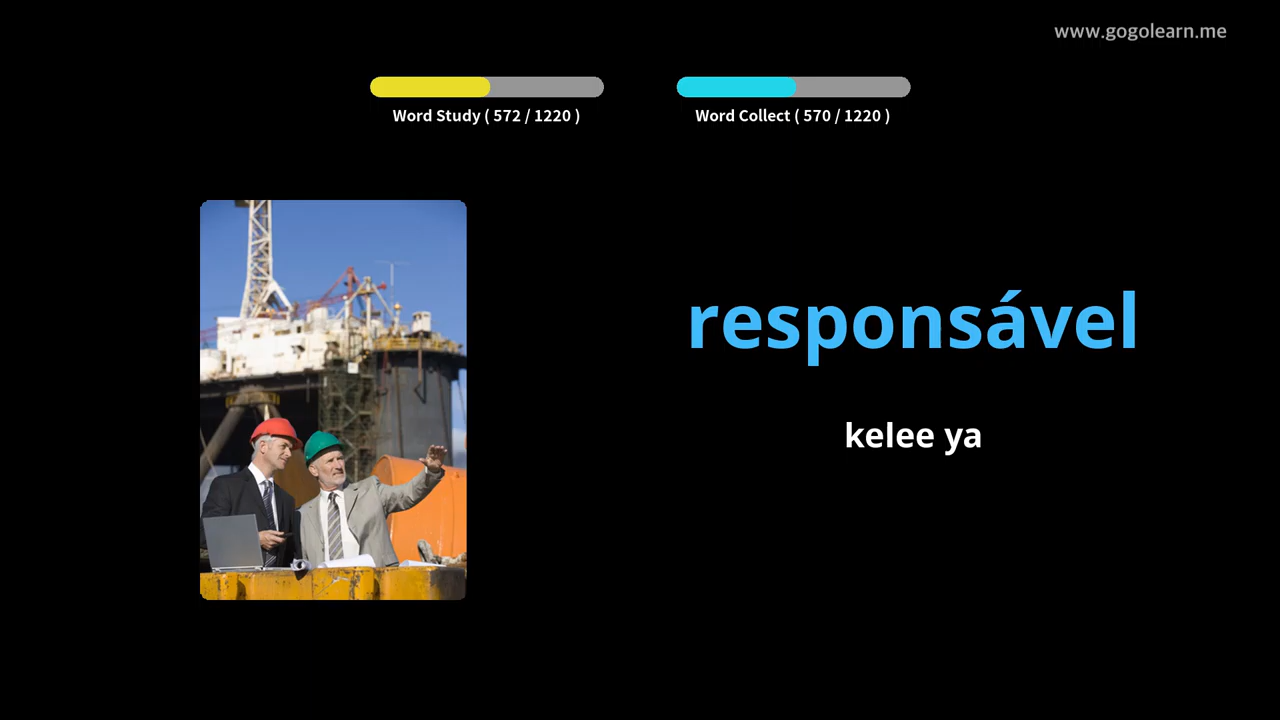 www.gogolearn.me
Word Study ( 572 / 1220 )
Word Collect ( 570 / 1220 )
responsável
kelee ya